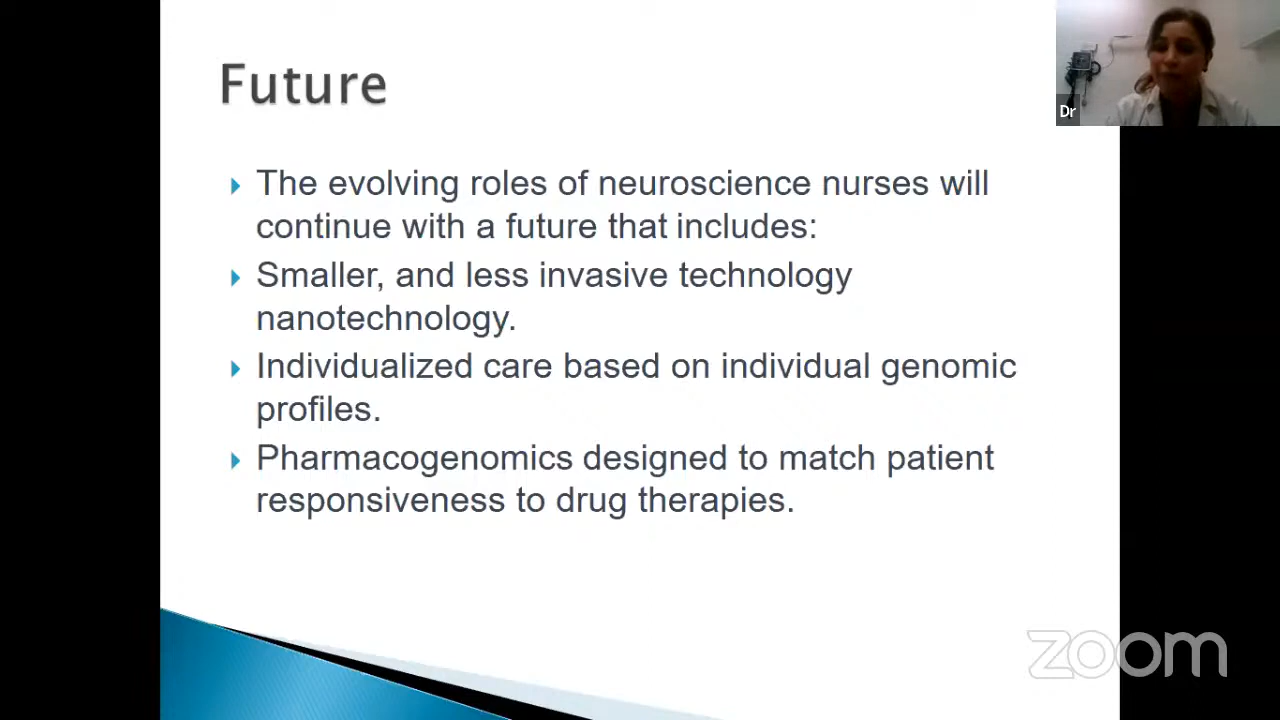 Future
Dr
The evolving roles of neuroscience nurses will
continue with a future that includes:
Smaller, and less invasive technology
nanotechnology.
Individualized care based on individual genomic
profiles.
Pharmacogenomics designed to match patient
responsiveness to drug therapies.
zoom